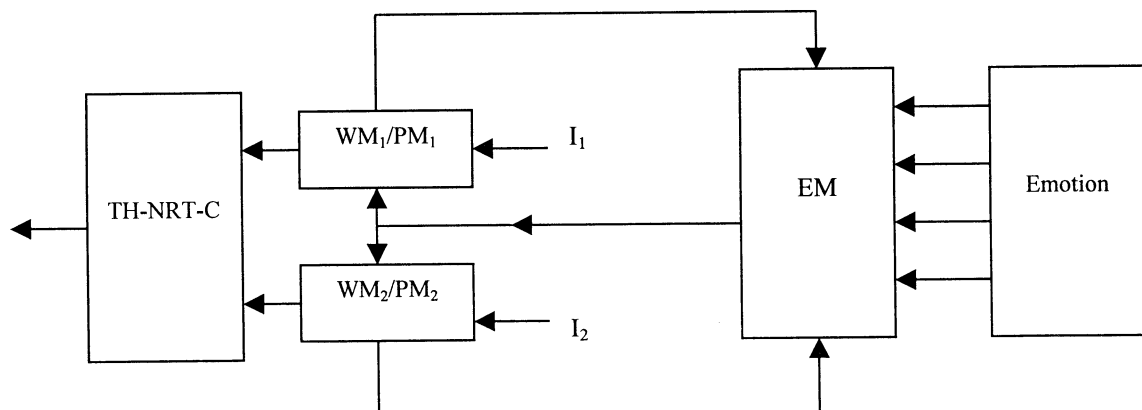 WM₁/PM₁
I₁
TH-NRT-C
EM
Emotion
WM₂/PM₂
I₂